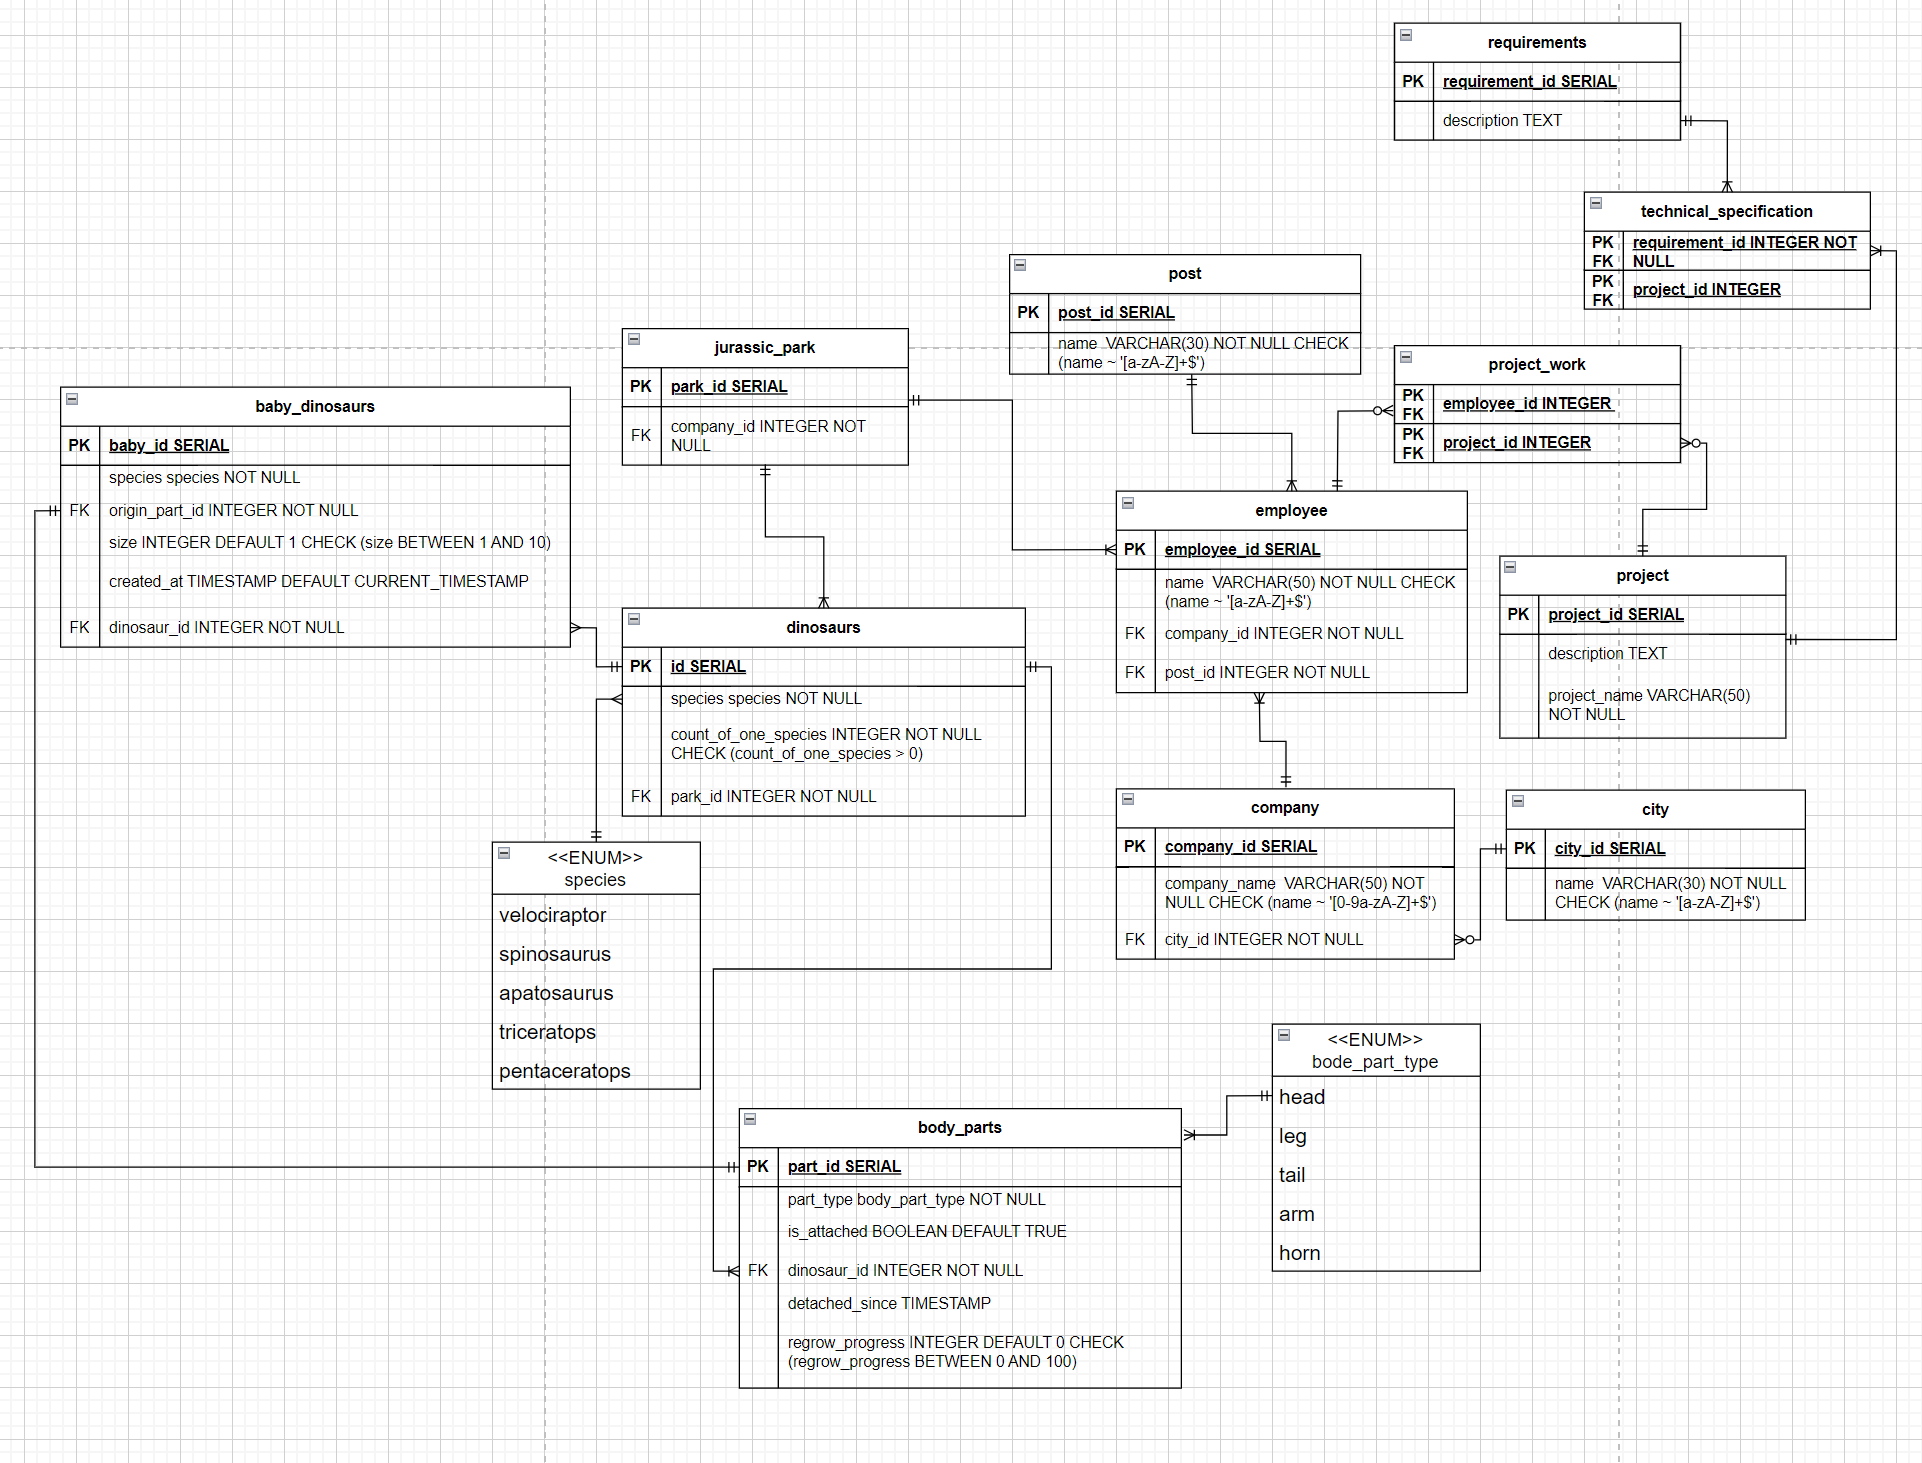 requirements
PK requirement_id SERIAL
description TEXT
technical_specification
PK FK requirement_id INTEGER NOT
NULL
PK FK project_id INTEGER
post
PK post_id SERIAL
name VARCHAR(30) NOT NULL CHECK
(name ~ '[a-zA-Z]+$')
jurassic_park
PK park_id SERIAL
FK company_id INTEGER NOT
NULL
project_work
PK FK employee_id INTEGER
PK FK project_id INTEGER
baby_dinosaurs
PK baby_id SERIAL
species species NOT NULL
FK origin_part_id INTEGER NOT NULL
size INTEGER DEFAULT 1 CHECK (size BETWEEN 1 AND 10)
created_at TIMESTAMP DEFAULT CURRENT_TIMESTAMP
FK dinosaur_id INTEGER NOT NULL
employee
PK employee_id SERIAL
name VARCHAR(50) NOT NULL CHECK
(name ~ '[a-zA-Z]+$')
FK company_id INTEGER NOT NULL
FK post_id INTEGER NOT NULL
project
PK project_id SERIAL
description TEXT
project_name VARCHAR(50)
NOT NULL
dinosaurs
PK id SERIAL
species species NOT NULL
count_of_one_species INTEGER NOT NULL
CHECK (count_of_one_species > 0)
FK park_id INTEGER NOT NULL
company
PK company_id SERIAL
company_name VARCHAR(50) NOT
NULL CHECK (name ~ '[0-9a-zA-Z]+$')
FK city_id INTEGER NOT NULL
city
PK city_id SERIAL
name VARCHAR(30) NOT NULL
CHECK (name ~ '[a-zA-Z]+$')
<<ENUM>>
species
velociraptor
spinosaurus
apatosaurus
triceratops
pentaceratops
<<ENUM>>
bode_part_type
head
leg
tail
arm
horn
body_parts
PK part_id SERIAL
part_type body_part_type NOT NULL
is_attached BOOLEAN DEFAULT TRUE
FK dinosaur_id INTEGER NOT NULL
detached_since TIMESTAMP
regrow_progress INTEGER DEFAULT 0 CHECK
(regrow_progress BETWEEN 0 AND 100)